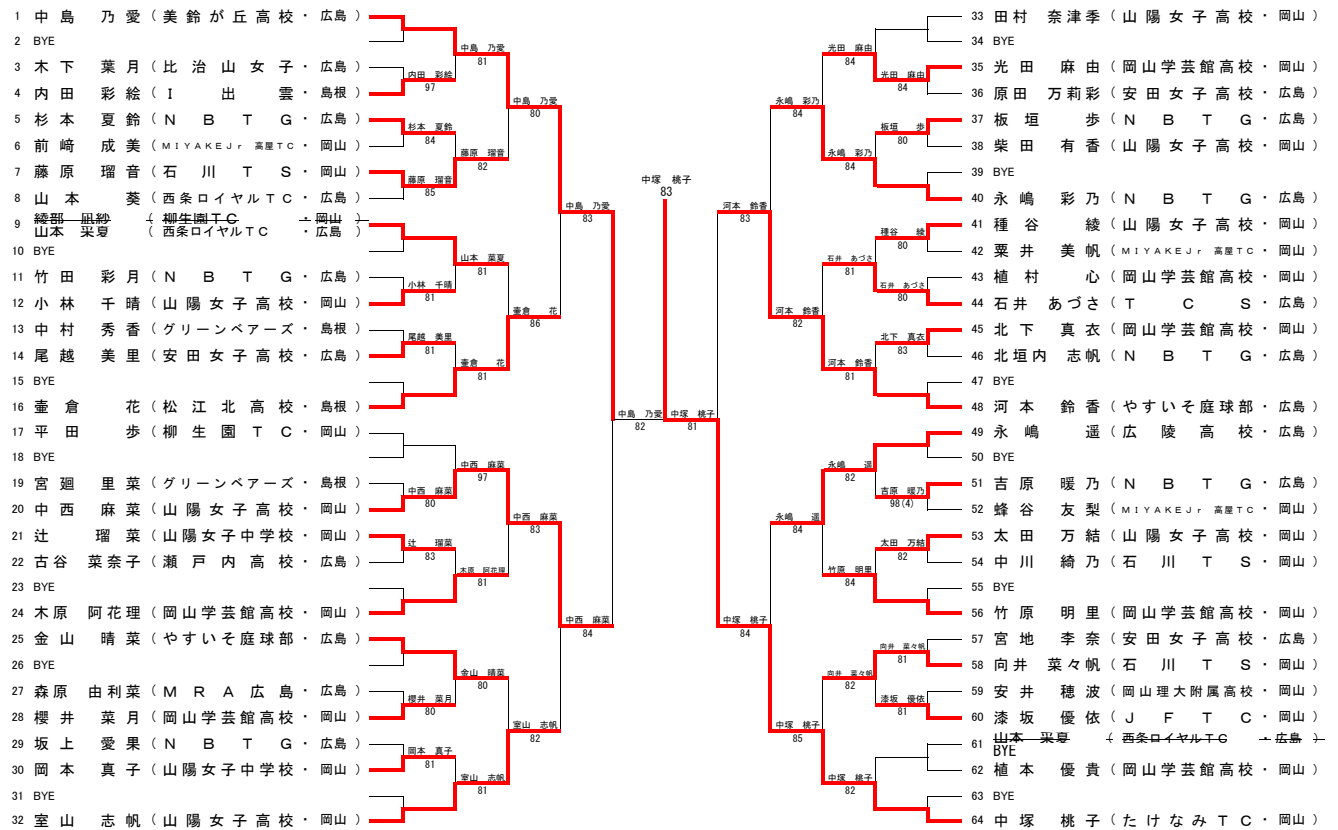 1 中島 乃愛 (美鈴が丘高校・広島)
2 BYE
3 木下 葉月 (比治山女子・広島)
4 内田 彩絵 (I出雲・島根)
5 杉本 夏鈴 (NBTG・広島)
6 前﨑 成美 (MIYAKEJr 高屋TC・岡山)
7 藤原 瑠音 (石川TS・岡山)
8 山本 葵 (西条ロイヤルTC・広島)
綾部 凪紗 (柳生園TC・岡山)
9 山本 采夏 (西条ロイヤルTC・広島)
10 BYE
11 竹田 彩月 (NBTG・広島)
12 小林 千晴 (山陽女子高校・岡山)
13 中村 秀香 (グリーンベアーズ・島根)
14 尾越 美里 (安田女子高校・広島)
15 BYE
16 壷倉 花 (松江北高校・島根)
17 平田 歩 (柳生園TC・岡山)
18 BYE
19 宮廻 里菜 (グリーンベアーズ・島根)
20 中西 麻菜 (山陽女子高校・岡山)
21 辻 瑠菜 (山陽女子中学校・岡山)
22 古谷 菜奈子 (瀬戸内高校・広島)
23 BYE
24 木原 阿花理 (岡山学芸館高校・岡山)
25 金山 晴菜 (やすいそ庭球部・広島)
26 BYE
27 森原 由利菜 (MRA広島・広島)
28 櫻井 菜月 (岡山学芸館高校・岡山)
29 坂上 愛果 (NBTG・広島)
30 岡本 真子 (山陽女子中学校・岡山)
31 BYE
32 室山 志帆 (山陽女子高校・岡山)
内田 彩絵
97
杉本 夏鈴
84
藤原 瑠音
85
小林 千晴
81
尾越 美里
81
中西 麻菜
80
辻 瑠菜
83
櫻井 菜月
80
岡本 真子
81
中島 乃愛
81
藤原 瑠音
82
山本 菜夏
81
壷倉 花
81
中西 麻菜
97
木原 阿花理
81
金山 晴菜
80
室山 志帆
81
中島 乃愛
80
壷倉 花
86
中西 麻菜
83
室山 志帆
82
中島 乃愛
83
中西 麻菜
84
中島 乃愛
82
中塚 桃子
83
中塚 桃子
81
河本 鈴香
83
中塚 桃子
84
永嶋 彩乃
84
河本 鈴香
82
永嶋 遥
84
中塚 桃子
85
光田 麻由
84
永嶋 彩乃
84
石井 あづさ
81
河本 鈴香
81
永嶋 遥
82
竹原 明里
84
向井 菜々帆
82
中塚 桃子
82
光田 麻由
84
板垣 歩
80
種谷 綾
80
石井 あづさ
80
北下 真衣
83
吉原 暖乃
98(4)
太田 万結
82
向井 菜々帆
81
漆坂 優依
81
33 田村 奈津季 (山陽女子高校・岡山)
34 BYE
35 光田 麻由 (岡山学芸館高校・岡山)
36 原田 万莉彩 (安田女子高校・広島)
37 板垣 歩 (NBTG・広島)
38 柴田 有香 (山陽女子高校・岡山)
39 BYE
40 永嶋 彩乃 (NBTG・広島)
41 種谷 綾 (山陽女子高校・岡山)
42 粟井 美帆 (MIYAKEJr 高屋TC・岡山)
43 植村 心 (岡山学芸館高校・岡山)
44 石井 あづさ (TCS・広島)
45 北下 真衣 (岡山学芸館高校・岡山)
46 北垣内 志帆 (NBTG・広島)
47 BYE
48 河本 鈴香 (やすいそ庭球部・広島)
49 永嶋 遥 (広陵高校・広島)
50 BYE
51 吉原 暖乃 (NBTG・広島)
52 蜂谷 友梨 (MIYAKEJr 高屋TC・岡山)
53 太田 万結 (山陽女子高校・岡山)
54 中川 綺乃 (石川TS・岡山)
55 BYE
56 竹原 明里 (岡山学芸館高校・岡山)
57 宮地 李奈 (安田女子高校・広島)
58 向井 菜々帆 (石川TS・岡山)
59 安井 穂波 (岡山理大附属高校・岡山)
60 漆坂 優依 (JFTC・岡山)
61 山本 采夏 (西条ロイヤルTC・広島)
BYE
62 植本 優貴 (岡山学芸館高校・岡山)
63 BYE
64 中塚 桃子 (たけなみTC・岡山)